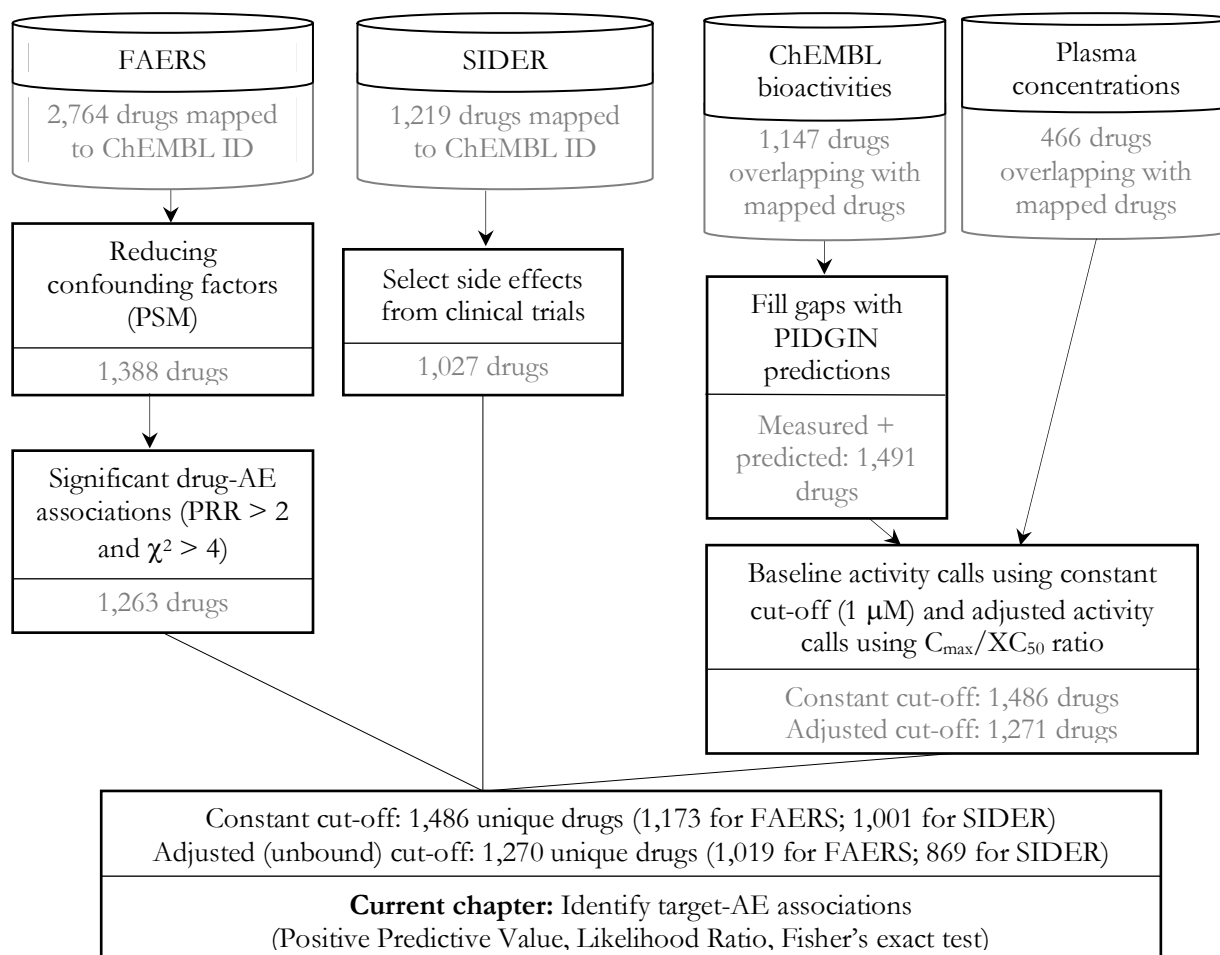 FAERS
2,764 drugs mapped
to ChEMBL ID
Reducing
confounding factors
(PSM)
1,388 drugs
Significant drug-AE
associations (PRR > 2
and χ² > 4)
1,263 drugs
SIDER
1,219 drugs mapped
to ChEMBL ID
Select side effects
from clinical trials
1,027 drugs
ChEMBL
bioactivities
1,147 drugs
overlapping with
mapped drugs
Fill gaps with
PIDGIN
predictions
Measured +
predicted: 1,491
drugs
Plasma
concentrations
466 drugs
overlapping with
mapped drugs
Baseline activity calls using constant
cut-off (1 μM) and adjusted activity
calls using Cmax/XC50 ratio
Constant cut-off: 1,486 drugs
Adjusted cut-off: 1,271 drugs
Constant cut-off: 1,486 unique drugs (1,173 for FAERS; 1,001 for SIDER)
Adjusted (unbound) cut-off: 1,270 unique drugs (1,019 for FAERS; 869 for SIDER)
Current chapter: Identify target-AE associations
(Positive Predictive Value, Likelihood Ratio, Fisher's exact test)